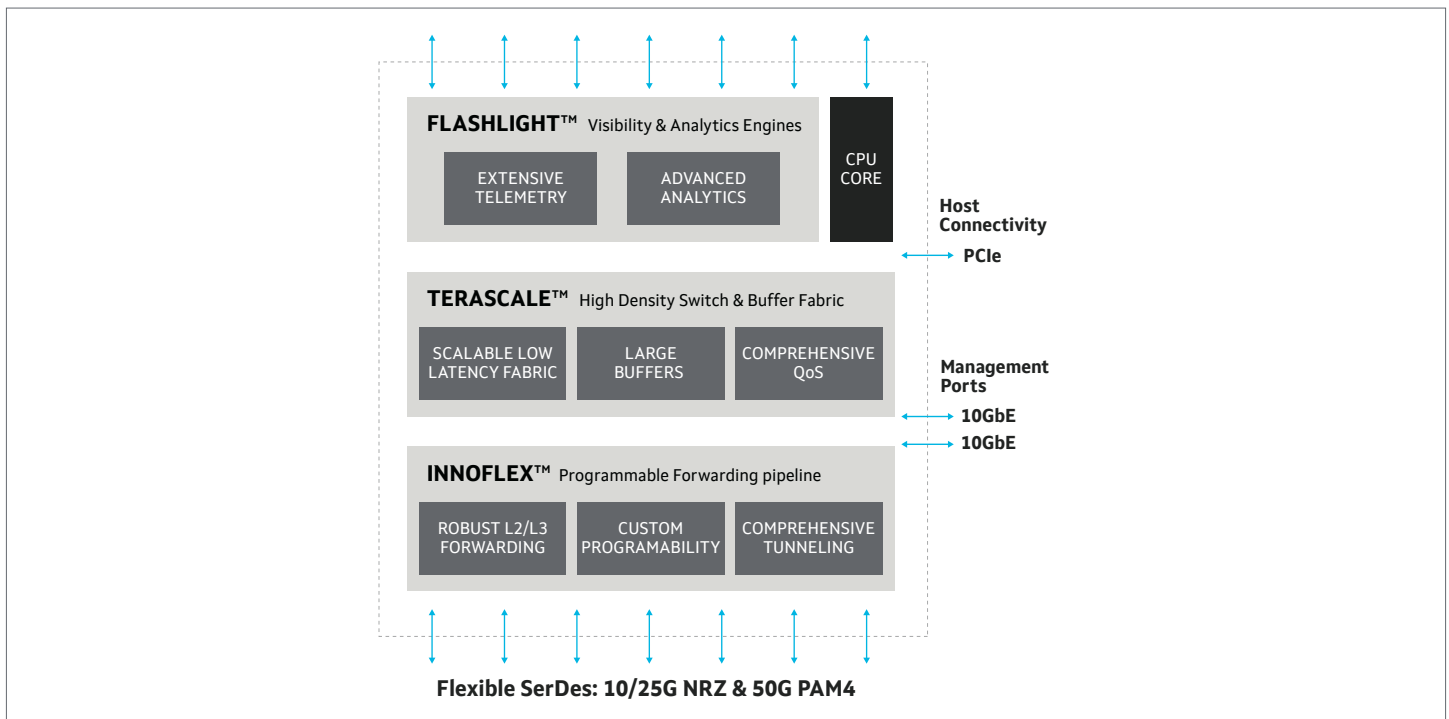 FLASHLIGHT™ Visibility & Analytics Engines
EXTENSIVE
TELEMETRY
ADVANCED
ANALYTICS
CPU
CORE
Host
Connectivity
PCIe
TERASCALE™ High Density Switch & Buffer Fabric
SCALABLE LOW
LATENCY FABRIC
LARGE
BUFFERS
COMPREHENSIVE
QoS
Management
Ports
10GbE
10GbE
INNOFLEX™ Programmable Forwarding pipeline
ROBUST L2/L3
FORWARDING
CUSTOM
PROGRAMABILITY
COMPREHENSIVE
TUNNELING
Flexible SerDes: 10/25G NRZ & 50G PAM4